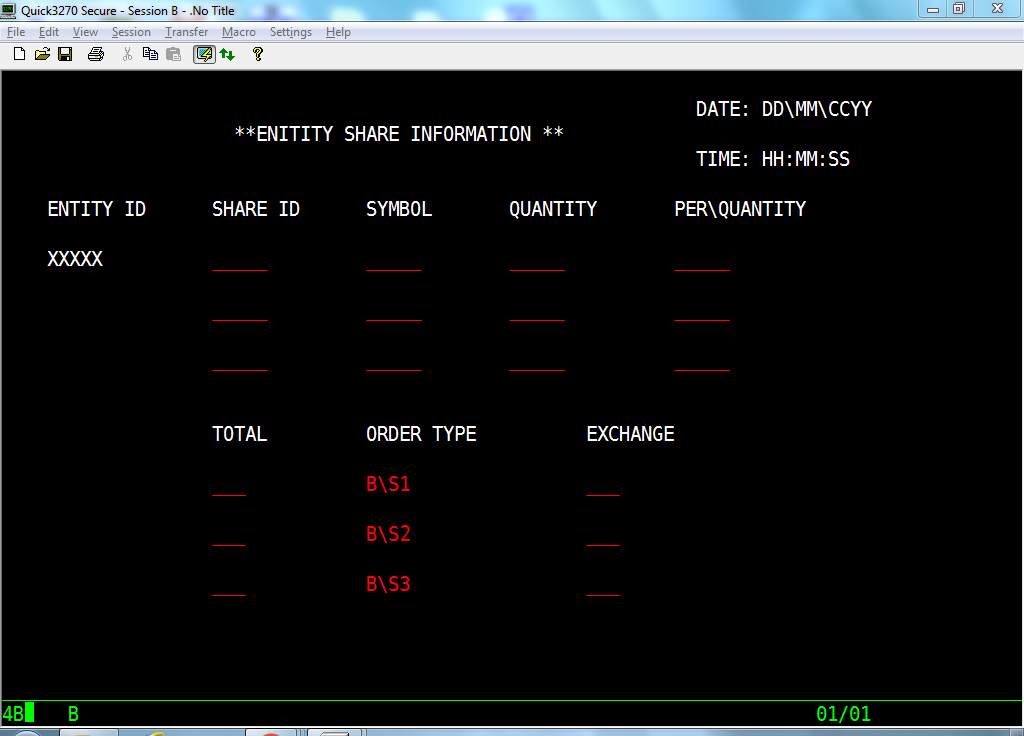 Quick3270 Secure - Session B - .No Title
File Edit View Session Transfer Macro Settings Help
DATE: DD\MM\CCYY
**ENITITY SHARE INFORMATION **
TIME: HH:MM:SS
ENTITY ID SHARE ID SYMBOL QUANTITY PER\QUANTITY
XXXXX _____ _____ _____ _____
_____ _____ _____ _____
_____ _____ _____ _____
TOTAL ORDER TYPE EXCHANGE
___ B\S1 ___
___ B\S2 ___
___ B\S3 ___
4B B 01/01